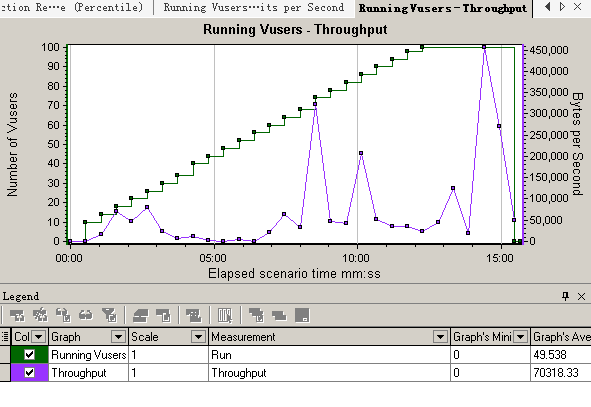 ction Re…e (Percentile)
Running Vusers…its per Second
Running Vusers - Throughput
Running Vusers - Throughput
Number of Vusers
100
90
80
70
60
50
40
30
20
10
0
450,000
400,000
350,000
300,000
250,000
200,000
150,000
100,000
50,000
0
Bytes per Second
00:00 05:00 10:00 15:00
Elapsed scenario time mm:ss
Legend
Col Graph Scale Measurement Graph's Mini Graph's Ave
Running Vusers 1 Run 0 49.538
Throughput 1 Throughput 0 70318.33